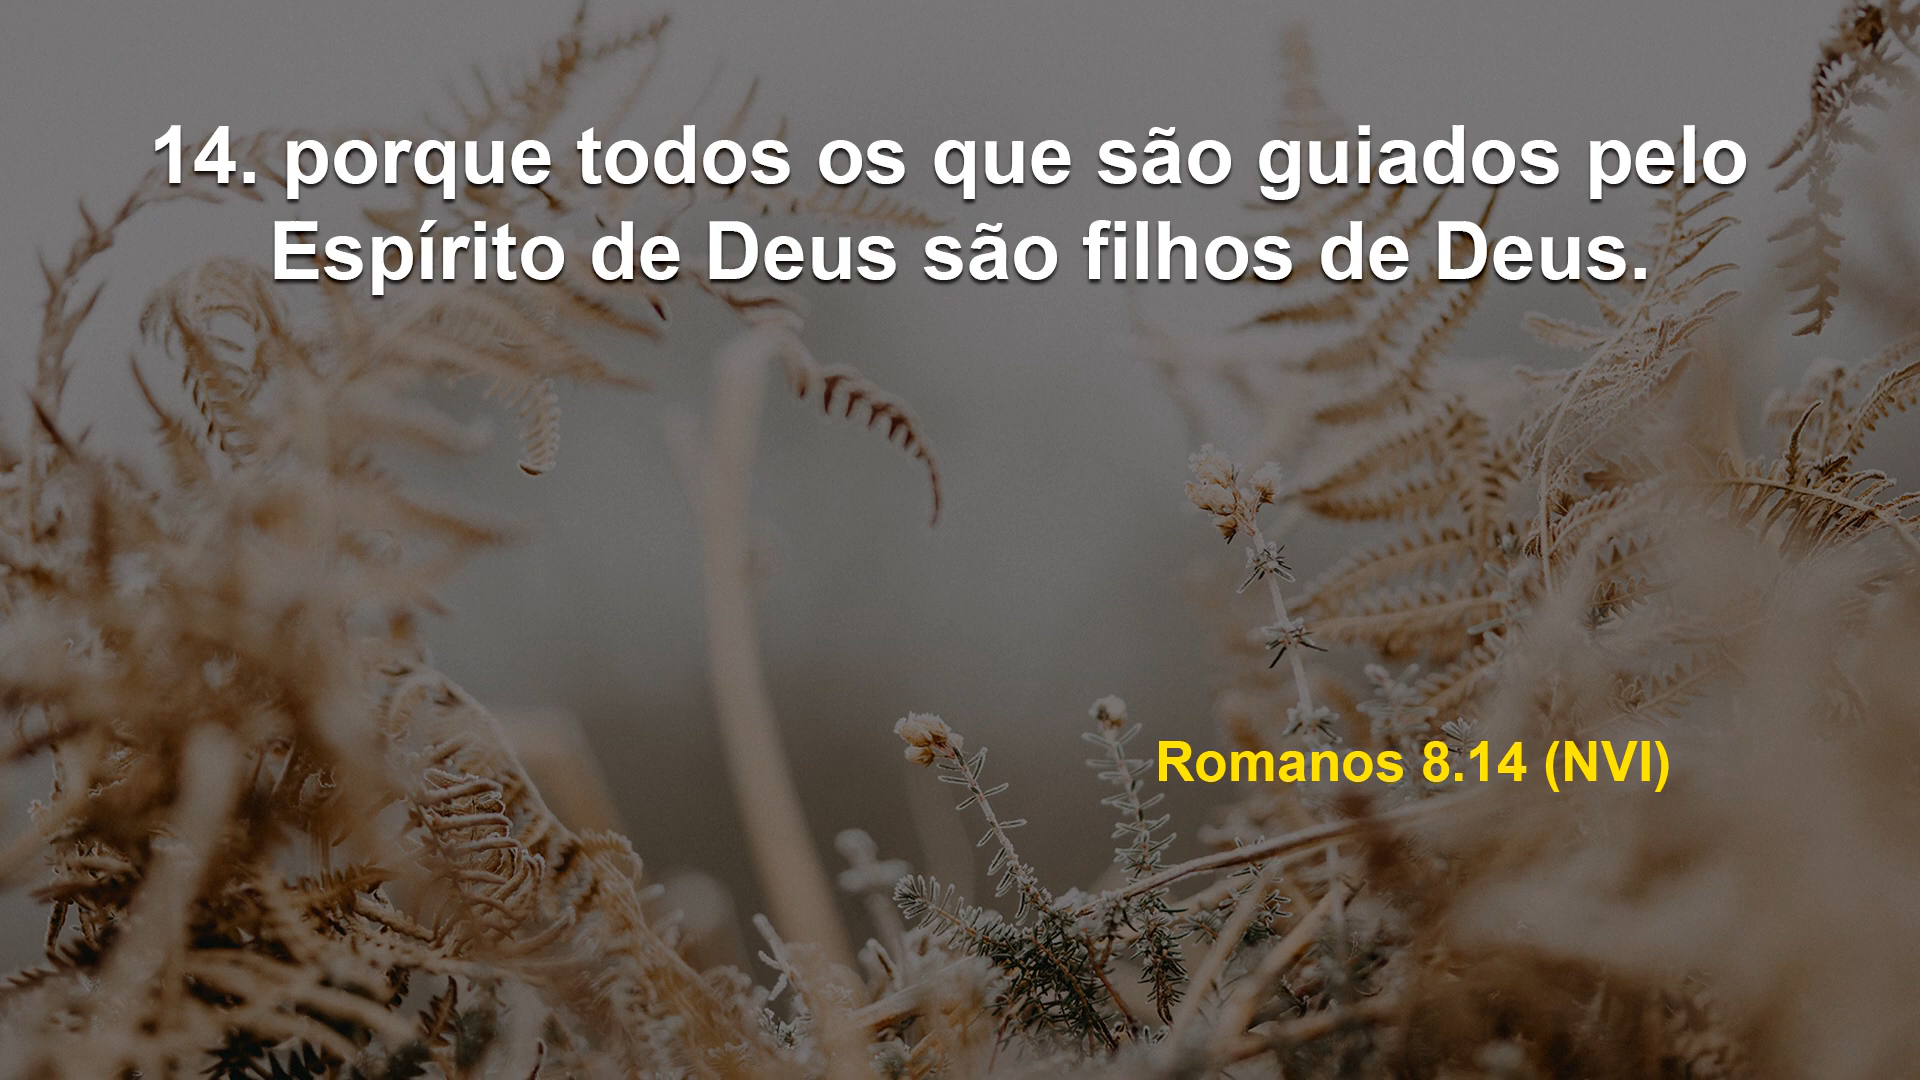 14. porque todos os que são guiados pelo
Espírito de Deus são filhos de Deus.
Romanos 8.14 (NVI)